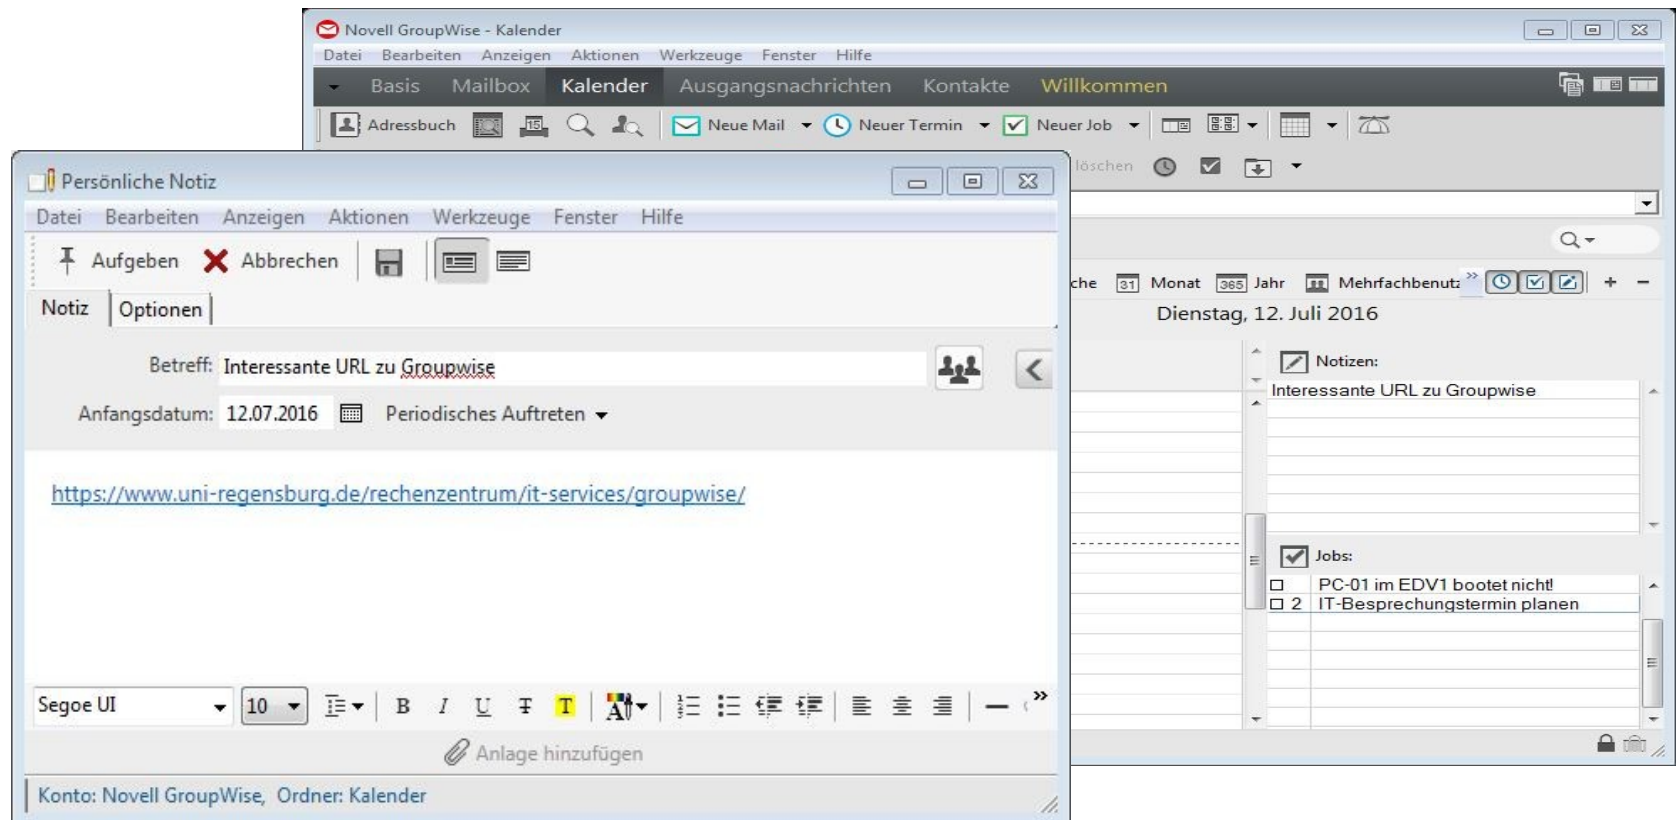 Novell GroupWise - Kalender
Datei Bearbeiten Anzeigen Aktionen Werkzeuge Fenster Hilfe
Basis Mailbox Kalender Ausgangsnachrichten Kontakte Willkommen
Adressbuch 15 Neue Mail Neuer Termin Neuer Job
löschen
che 31 Monat 365 Jahr Mehrfachbenutz »  + −
Dienstag, 12. Juli 2016
Notizen:
Interessante URL zu Groupwise
Jobs:
PC-01 im EDV1 bootet nicht!
2 IT-Besprechungstermin planen
Persönliche Notiz
Datei Bearbeiten Anzeigen Aktionen Werkzeuge Fenster Hilfe
Aufgeben Abbrechen
Notiz Optionen
Betreff: Interessante URL zu Groupwise
Anfangsdatum: 12.07.2016 Periodisches Auftreten
https://www.uni-regensburg.de/rechenzentrum/it-services/groupwise/
Segoe UI 10 B I U T T A »
Anlage hinzufügen
Konto: Novell GroupWise, Ordner: Kalender